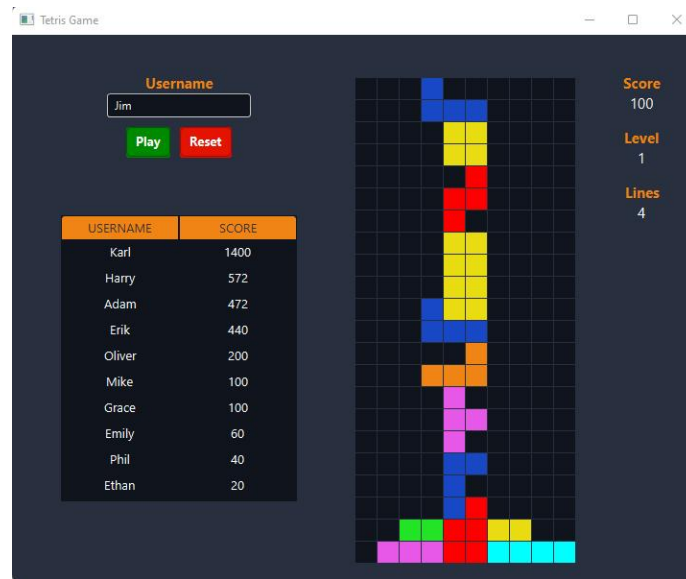 Tetris Game
Username
Jim
Play Reset
USERNAME SCORE
Karl 1400
Harry 572
Adam 472
Erik 440
Oliver 200
Mike 100
Grace 100
Emily 60
Phil 40
Ethan 20
Score
100
Level
1
Lines
4